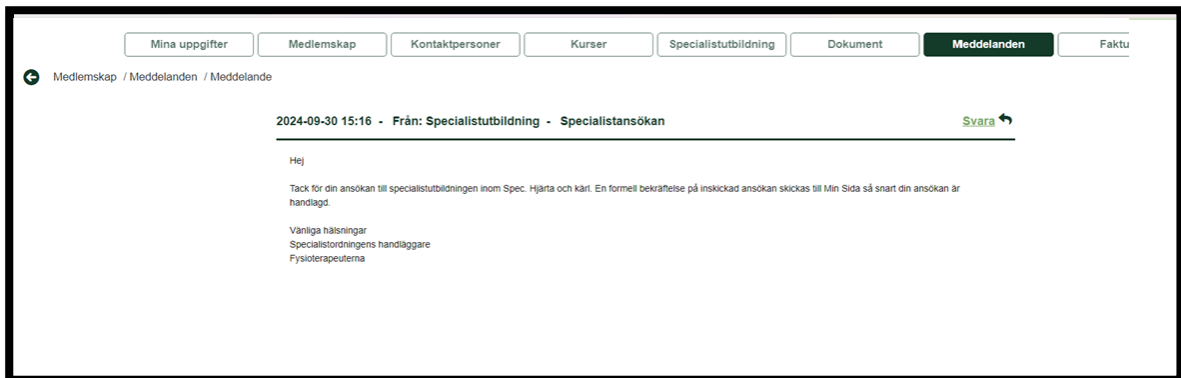 Mina uppgifter Medlemskap Kontaktpersoner Kurser Specialistutbildning Dokument Meddelanden Faktu
Medlemskap / Meddelanden / Meddelande
2024-09-30 15:16 - Från: Specialistutbildning - Specialistansökan Svara
Hej
Tack för din ansökan till specialistutbildningen inom Spec. Hjärta och kärl. En formell bekräftelse på inskickad ansökan skickas till Min Sida så snart din ansökan är
handlagd.
Vänliga hälsningar
Specialistordningens handläggare
Fysioterapeuterna